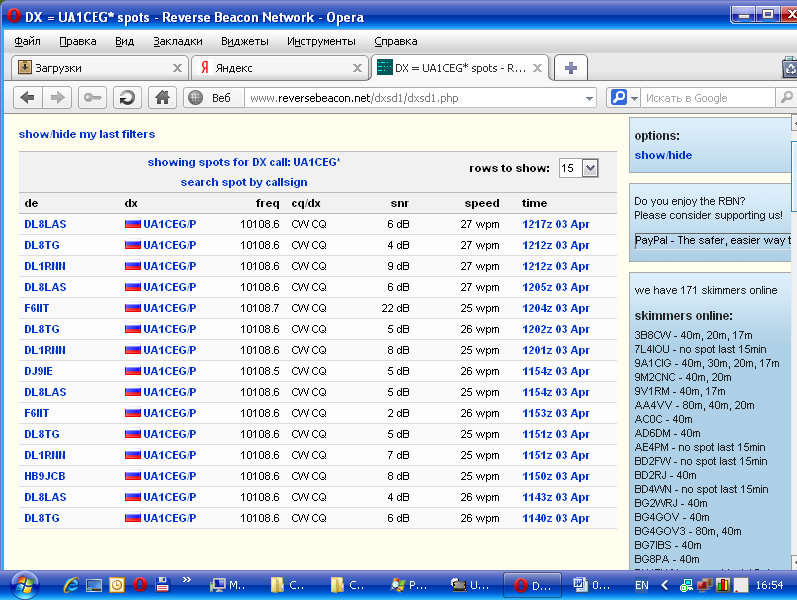 DX = UA1CEG* spots - Reverse Beacon Network - Opera
Файл Правка Вид Закладки Виджеты Инструменты Справка
Загрузки Яндекс DX = UA1CEG* spots - R...
Веб www.reversebeacon.net/dxsd1/dxsd1.php Искать в Google
show/hide my last filters
showing spots for DX call: UA1CEG*
search spot by callsign
rows to show: 15
de dx freq cq/dx snr speed time
DL8LAS UA1CEG/P 10108.6 CW CQ 6 dB 27 wpm 1217z 03 Apr
DL8TG UA1CEG/P 10108.6 CW CQ 4 dB 27 wpm 1212z 03 Apr
DL1RNN UA1CEG/P 10108.6 CW CQ 9 dB 27 wpm 1212z 03 Apr
DL8LAS UA1CEG/P 10108.6 CW CQ 6 dB 27 wpm 1205z 03 Apr
F6IIT UA1CEG/P 10108.7 CW CQ 22 dB 25 wpm 1204z 03 Apr
DL8TG UA1CEG/P 10108.6 CW CQ 5 dB 26 wpm 1202z 03 Apr
DL1RNN UA1CEG/P 10108.6 CW CQ 8 dB 25 wpm 1201z 03 Apr
DJ9IE UA1CEG/P 10108.5 CW CQ 5 dB 26 wpm 1154z 03 Apr
DL8LAS UA1CEG/P 10108.6 CW CQ 5 dB 25 wpm 1154z 03 Apr
F6IIT UA1CEG/P 10108.6 CW CQ 2 dB 26 wpm 1153z 03 Apr
DL8TG UA1CEG/P 10108.6 CW CQ 5 dB 25 wpm 1151z 03 Apr
DL1RNN UA1CEG/P 10108.6 CW CQ 7 dB 25 wpm 1151z 03 Apr
HB9JCB UA1CEG/P 10108.6 CW CQ 8 dB 25 wpm 1150z 03 Apr
DL8LAS UA1CEG/P 10108.6 CW CQ 4 dB 26 wpm 1143z 03 Apr
DL8TG UA1CEG/P 10108.6 CW CQ 6 dB 26 wpm 1140z 03 Apr
options:
show/hide
Do you enjoy the RBN?
Please consider supporting us!
PayPal - The safer, easier way t
we have 171 skimmers online
skimmers online:
3B8CW - 40m, 20m, 17m
7L4IOU - no spot last 15min
9A1CIG - 40m, 30m, 20m, 17m
9M2CNC - 40m, 20m
9V1RM - 40m, 17m
AA4VV - 80m, 40m, 20m
AC0C - 40m
AD6DM - 40m
AE4PM - no spot last 15min
BD2FW - no spot last 15min
BD2RJ - 40m
BD4WN - no spot last 15min
BG2WRJ - 40m
BG4GOV - 40m
BG4GOV3 - 80m, 40m
BG7IBS - 40m
BG8PA - 40m
M... C... C... P... U... D... 0... EN 16:54